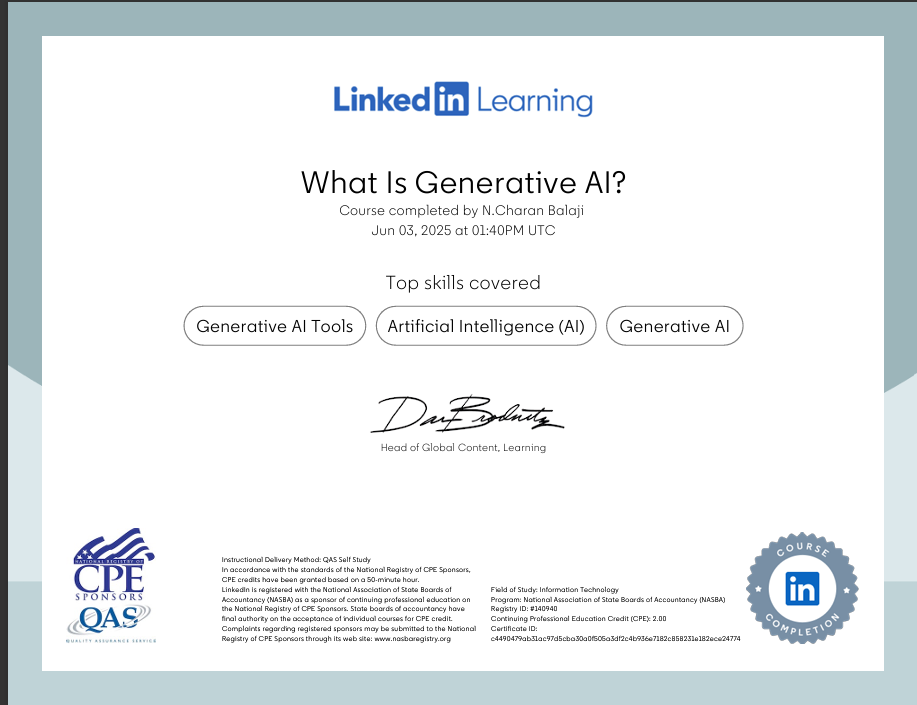 LinkedIn Learning
What Is Generative AI?
Course completed by N.Charan Balaji
Jun 03, 2025 at 01:40PM UTC
Top skills covered
Generative AI Tools
Artificial Intelligence (AI)
Generative AI
Dan Brodnitz
Head of Global Content, Learning
NATIONAL REGISTRY OF
CPE
SPONSORS
QAS
QUALITY ASSURANCE SERVICE
Instructional Delivery Method: QAS Self Study
In accordance with the standards of the National Registry of CPE Sponsors,
CPE credits have been granted based on a 50-minute hour.
LinkedIn is registered with the National Association of State Boards of
Accountancy (NASBA) as a sponsor of continuing professional education on
the National Registry of CPE Sponsors. State boards of accountancy have
final authority on the acceptance of individual courses for CPE credit.
Complaints regarding registered sponsors may be submitted to the National
Registry of CPE Sponsors through its web site: www.nasbaregistry.org
Field of Study: Information Technology
Program: National Association of State Boards of Accountancy (NASBA)
Registry ID: #140940
Continuing Professional Education Credit (CPE): 2.00
Certificate ID:
c4490479ab31ac97d5cba30a0f505a3df2c4b936e7182c858231e182ece24774
COURSE
in
COMPLETION